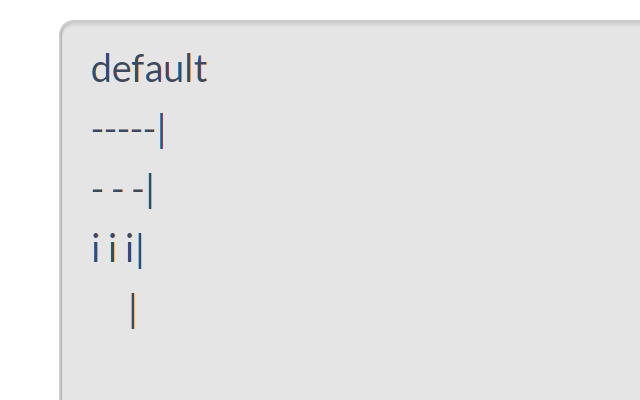 default
-----|
- - -|
i i i|
     |